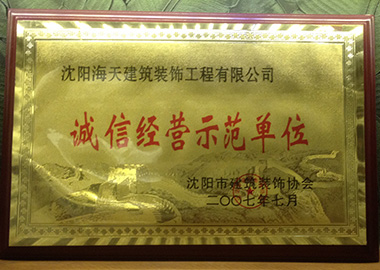 沈阳海天建筑装饰工程有限公司
诚信经营示范单位
沈阳市建筑装饰协会
二〇〇七年七月